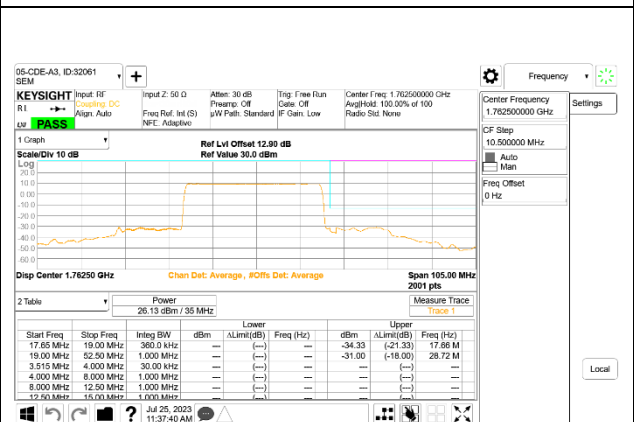 05-CDE-A3, ID:32061
SEM
Frequency
KEYSIGHT Input: RF Input Z: 50 Ω Atten: 30 dB Trig: Free Run Center Freq: 1.762500000 GHz
R L Coupling: DC Preamp: Off Gate: Off Avg|Hold: 100.00% of 100
Align: Auto Freq Ref: Int (S) µW Path: Standard IF Gain: Low Radio Std: None
LXI PASS NFE: Adaptive
Center Frequency
1.762500000 GHz
Settings
CF Step
10.500000 MHz
Auto
Man
Freq Offset
0 Hz
1 Graph
Ref Lvl Offset 12.90 dB
Scale/Div 10 dB Ref Value 30.0 dBm
Log
20.0
10.0
0.00
-10.0
-20.0
-30.0
-40.0
-50.0
-60.0
Disp Center 1.76250 GHz Chan Det: Average , #Offs Det: Average Span 105.00 MHz
2001 pts
2 Table Power Measure Trace
26.13 dBm / 35 MHz Trace 1
Lower Upper
Start Freq Stop Freq Integ BW dBm ΔLimit(dB) Freq (Hz) dBm ΔLimit(dB) Freq (Hz)
17.65 MHz 19.00 MHz 360.0 kHz --- (---) --- -34.33 (-21.33) 17.66 M
19.00 MHz 52.50 MHz 1.000 MHz --- (---) --- -31.00 (-18.00) 28.72 M
3.515 MHz 4.000 MHz 30.00 kHz --- (---) --- --- (---) ---
4.000 MHz 8.000 MHz 1.000 MHz --- (---) --- --- (---) ---
8.000 MHz 12.50 MHz 1.000 MHz --- (---) --- --- (---) ---
12.50 MHz 15.00 MHz 1.000 MHz --- (---) --- --- (---) ---
Local
? Jul 25, 2023
11:37:40 AM